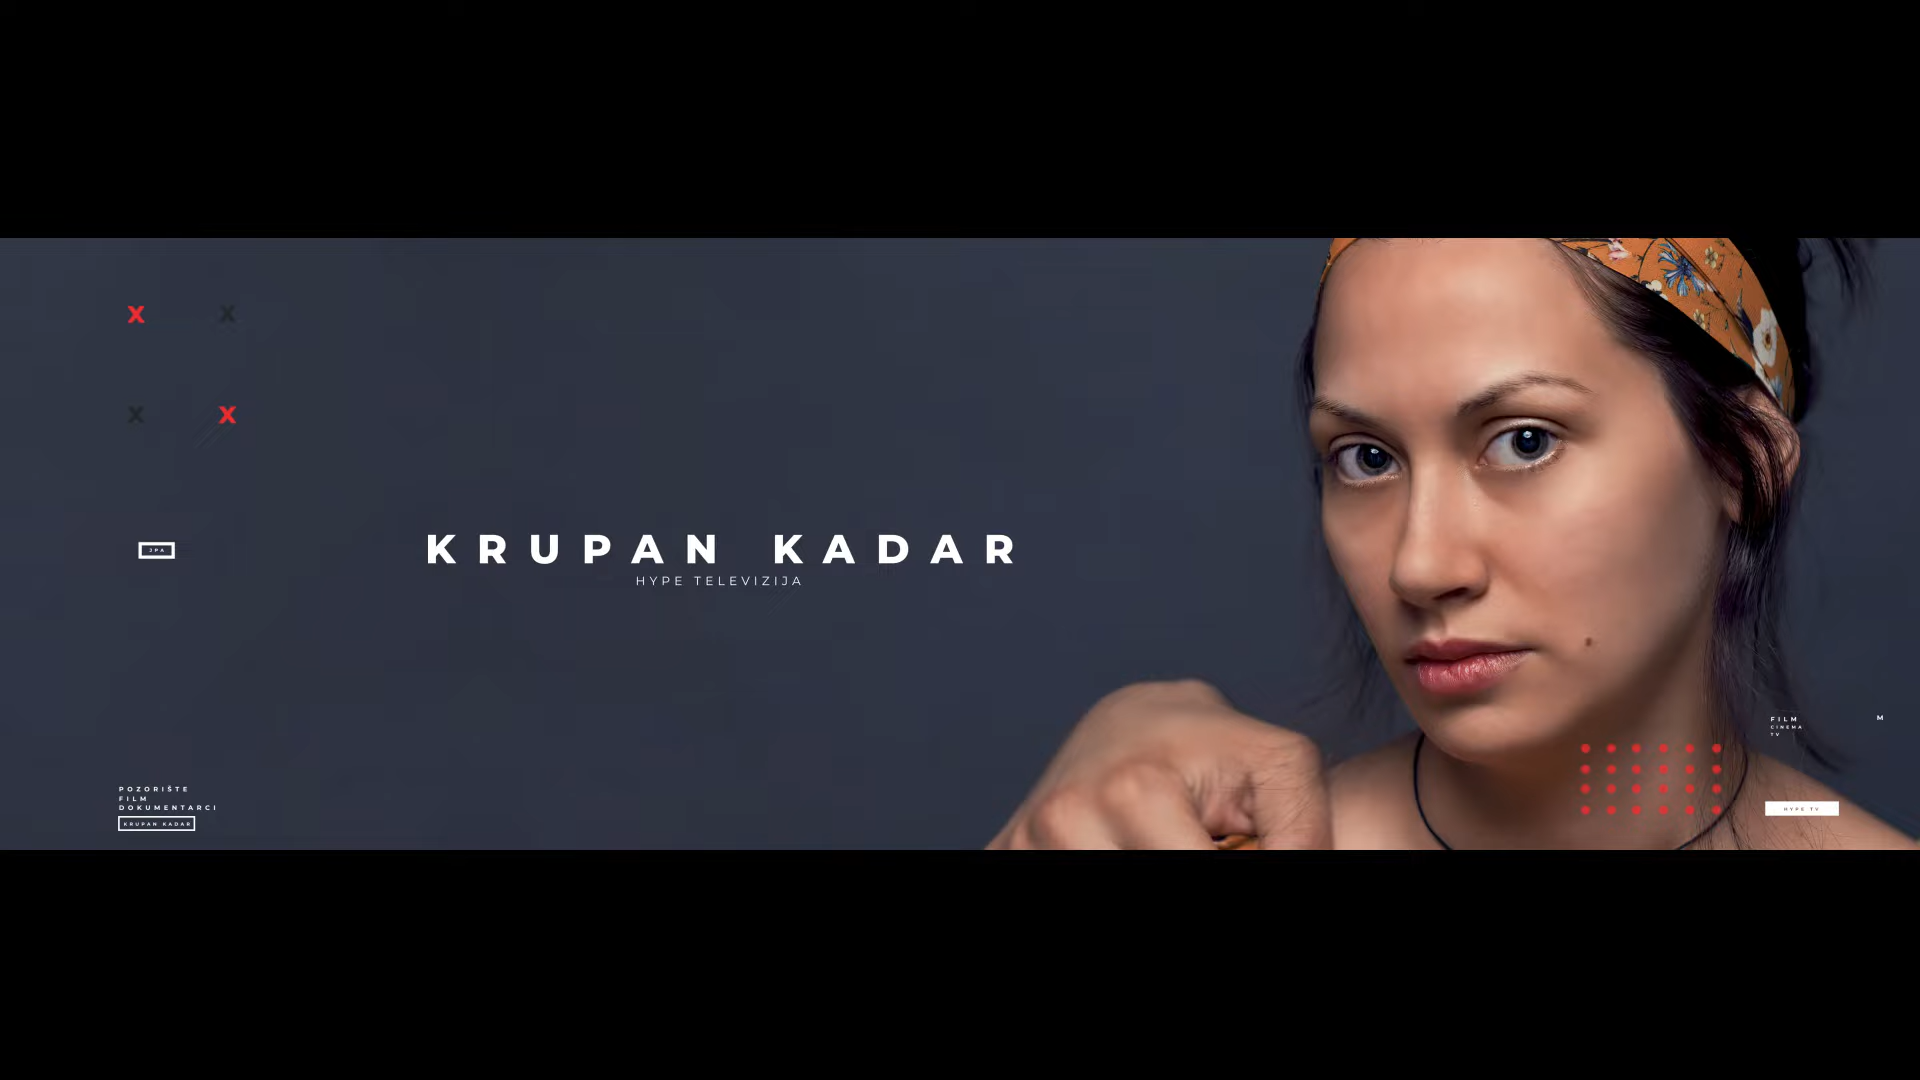 X X
X X
JPA
KRUPAN KADAR
HYPE TELEVIZIJA
FILM
CINEMA
TV
M
POZORIŠTE
FILM
DOKUMENTARCI
KRUPAN KADAR
HYPE TV